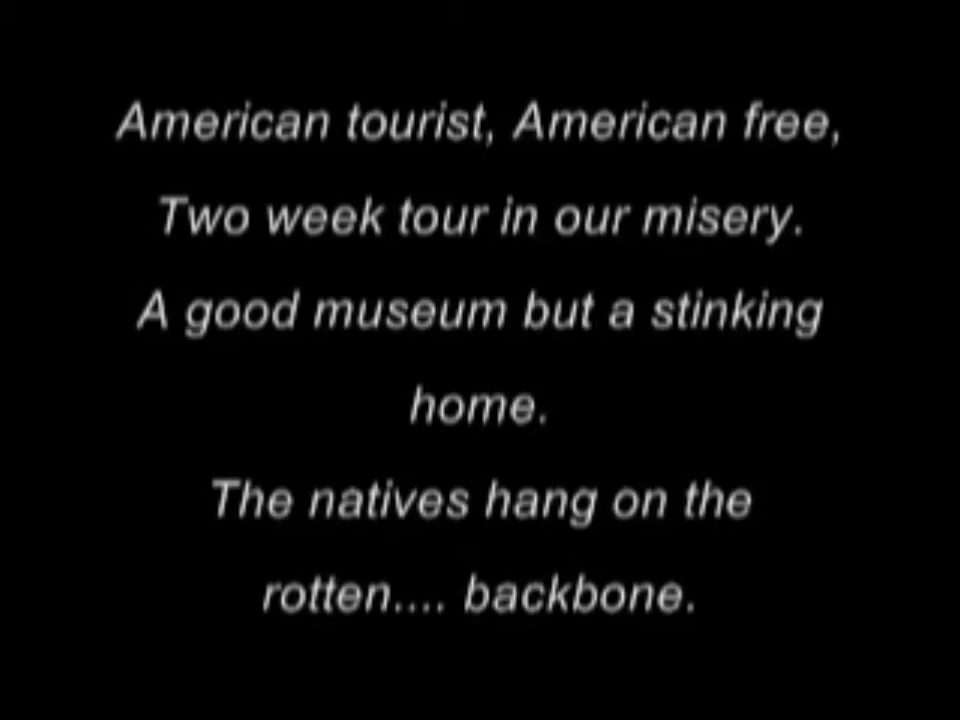 American tourist, American free,
Two week tour in our misery.
A good museum but a stinking
home.
The natives hang on the
rotten.... backbone.